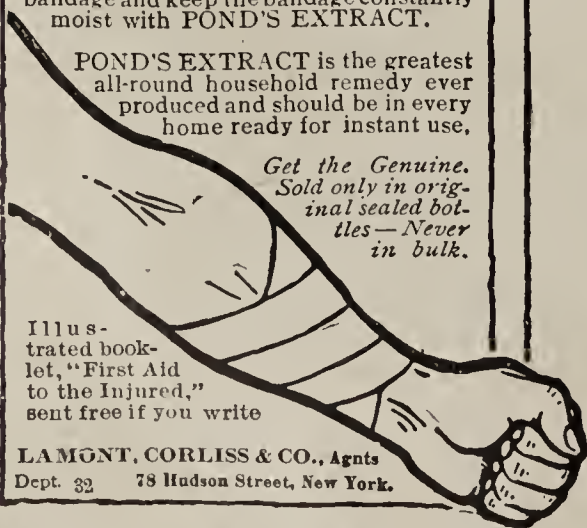 bandage and keep the bandage constantly
moist with POND'S EXTRACT.
POND'S EXTRACT is the greatest
all-round household remedy ever
produced and should be in every
home ready for instant use,
Get the Genuine.
Sold only in orig-
inal sealed bot-
tles—Never
in bulk.
Illus-
trated book-
let, "First Aid
to the Injured,"
sent free if you write
LAMONT, CORLISS & CO., Agnts
Dept. 32 78 Hudson Street, New York.